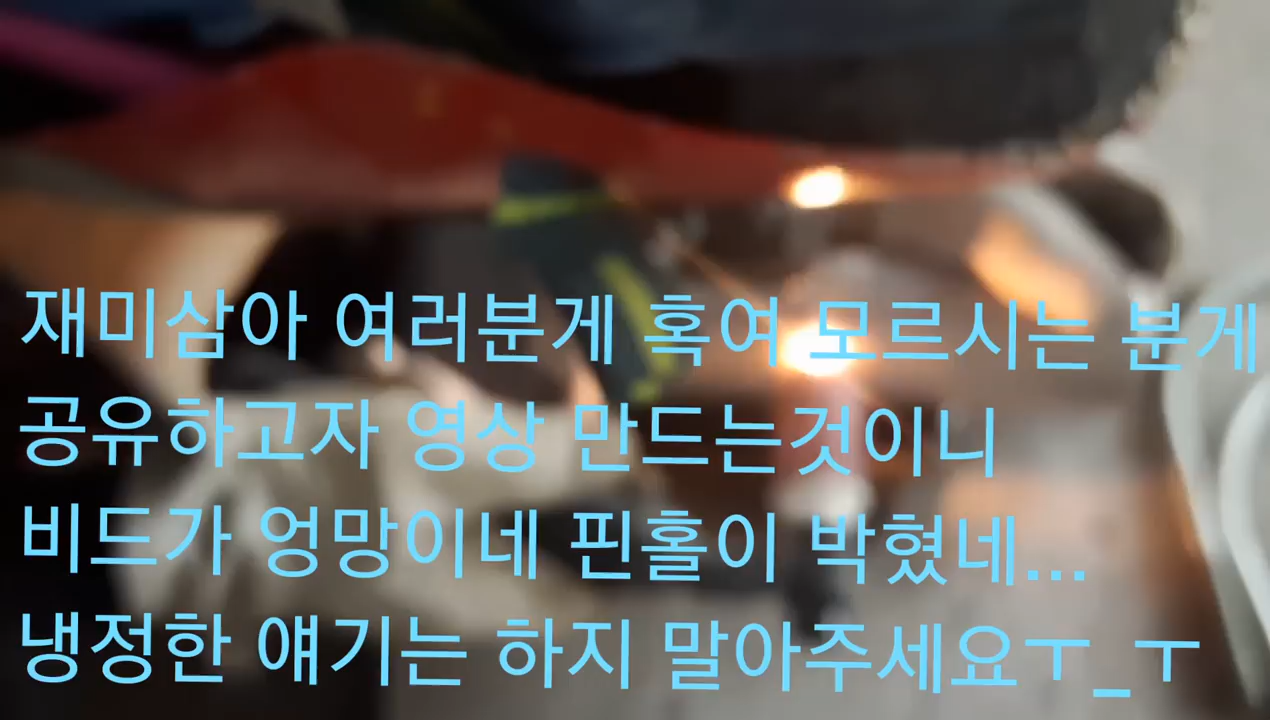 재미삼아 여러분게 혹여 모르시는 분게
공유하고자 영상 만드는것이니
비드가 엉망이네 핀홀이 박혔네...
냉정한 얘기는 하지 말아주세요ㅜ_ㅜ